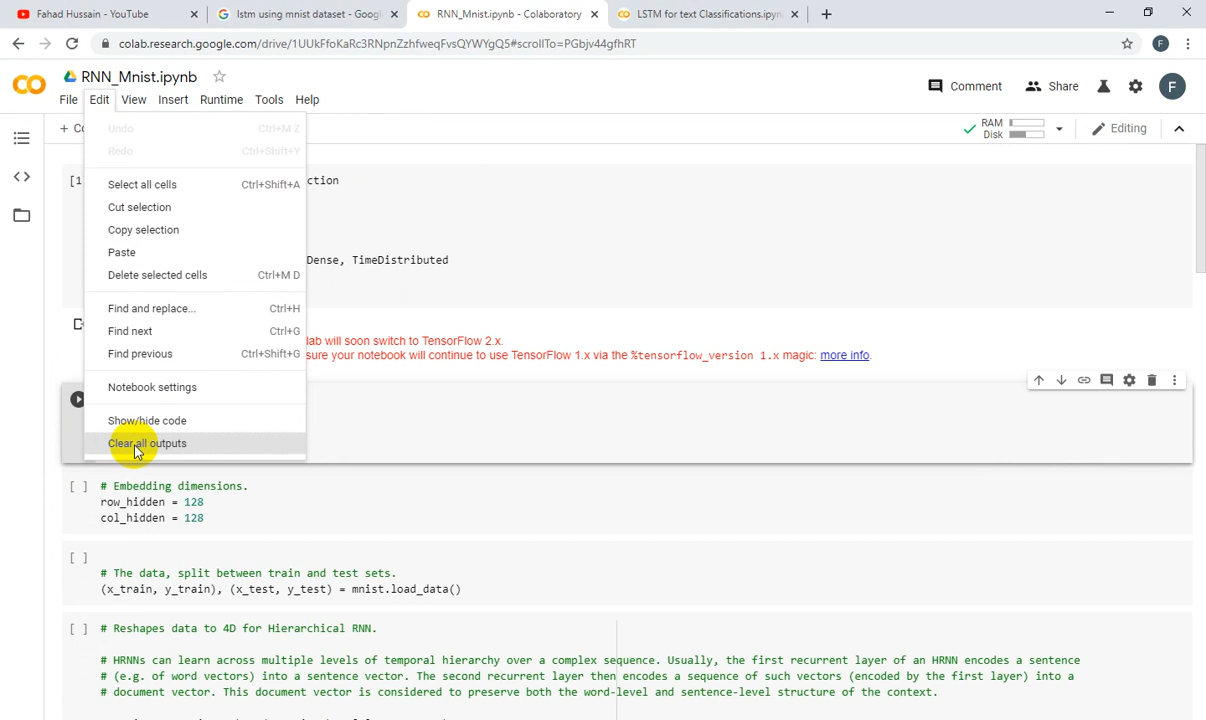 Fahad Hussain - YouTube
lstm using mnist dataset - Goog
RNN_Mnist.ipynb - Colaboratory
LSTM for text Classifications.ipyn
colab.research.google.com/drive/1UUkFfoKaRc3RNpnZzhfweqFvsQYWYgQ5#scrollTo=PGbjv44gfhRT
F
CO
RNN_Mnist.ipynb
Comment
Share
F
File
Edit
View
Insert
Runtime
Tools
Help
+ Co
RAM
Disk
Editing
Undo Ctrl+M Z
Redo Ctrl+Shift+Y
Select all cells Ctrl+Shift+A
Cut selection
Copy selection
Paste
Delete selected cells Ctrl+M D
Find and replace... Ctrl+H
Find next Ctrl+G
Find previous Ctrl+Shift+G
Notebook settings
Show/hide code
Clear all outputs
[1
ction
Dense, TimeDistributed
lab will soon switch to TensorFlow 2.x.
sure your notebook will continue to use TensorFlow 1.x via the %tensorflow_version 1.x magic: more info.
[ ] # Embedding dimensions.
row_hidden = 128
col_hidden = 128
[ ]
# The data, split between train and test sets.
(x_train, y_train), (x_test, y_test) = mnist.load_data()
[ ] # Reshapes data to 4D for Hierarchical RNN.
# HRNNs can learn across multiple levels of temporal hierarchy over a complex sequence. Usually, the first recurrent layer of an HRNN encodes a sentence
# (e.g. of word vectors) into a sentence vector. The second recurrent layer then encodes a sequence of such vectors (encoded by the first layer) into a
# document vector. This document vector is considered to preserve both the word-level and sentence-level structure of the context.